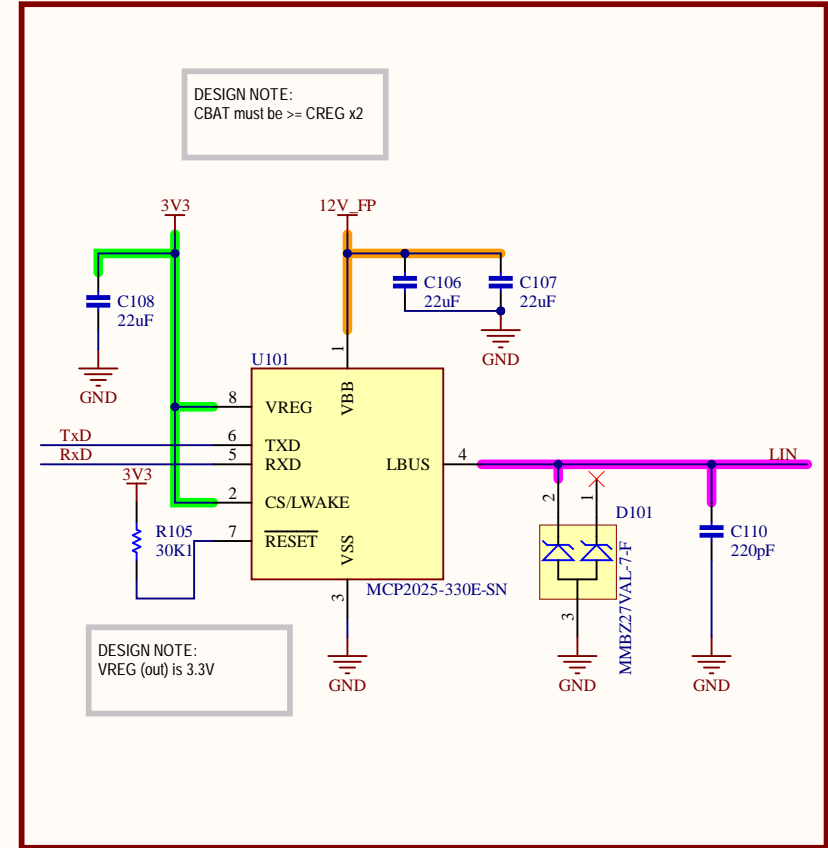 DESIGN NOTE:
CBAT must be >= CREG x2
3V3
12V_FP
C108
22uF
C106
22uF
C107
22uF
GND
GND
U101
1
VBB
8
VREG
TxD
6
TXD
RxD
5
RXD
LBUS
4
LIN
3V3
2
CS/LWAKE
R105
30K1
7
RESET
VSS
3
MCP2025-330E-SN
2
1
D101
MMBZ27VAL-7-F
3
C110
220pF
DESIGN NOTE:
VREG (out) is 3.3V
GND
GND
GND